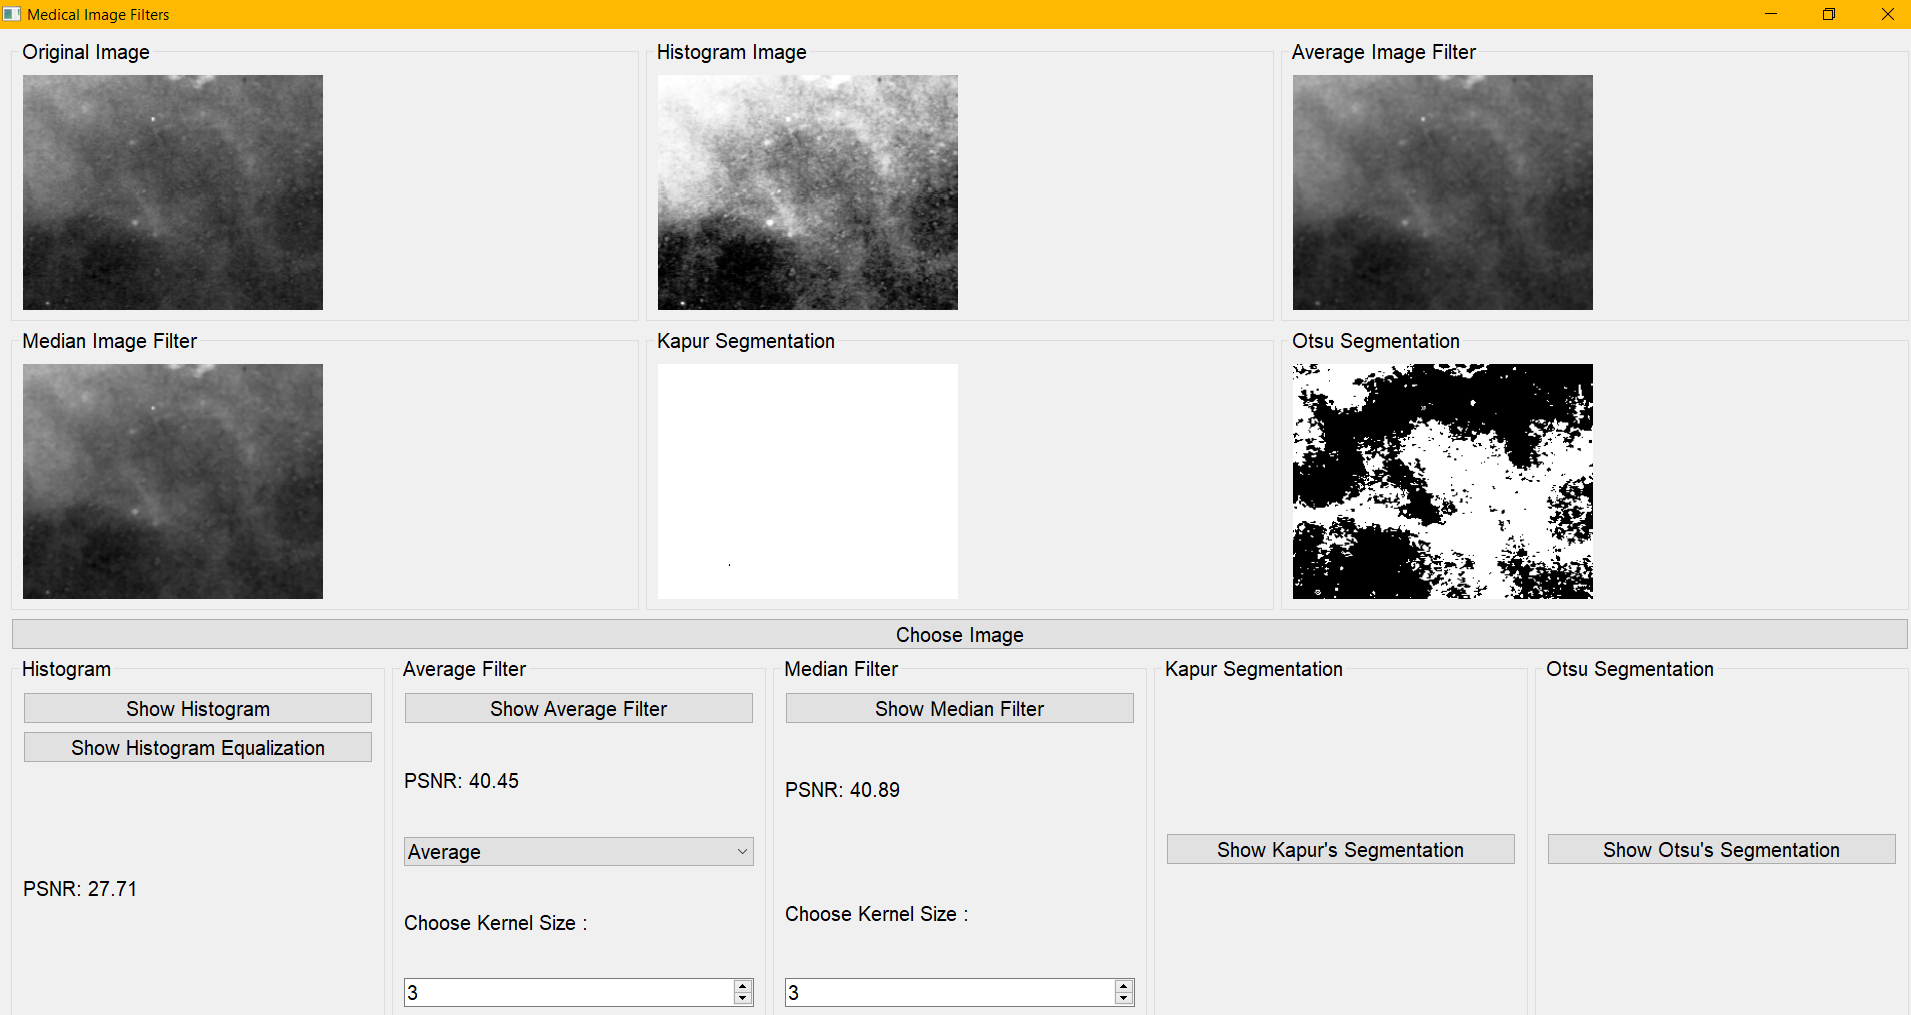 Medical Image Filters
Original Image
Histogram Image
Average Image Filter
Median Image Filter
Kapur Segmentation
Otsu Segmentation
Choose Image
Histogram
Show Histogram
Show Histogram Equalization
PSNR: 27.71
Average Filter
Show Average Filter
PSNR: 40.45
Average
Choose Kernel Size :
3
Median Filter
Show Median Filter
PSNR: 40.89
Choose Kernel Size :
3
Kapur Segmentation
Show Kapur's Segmentation
Otsu Segmentation
Show Otsu's Segmentation